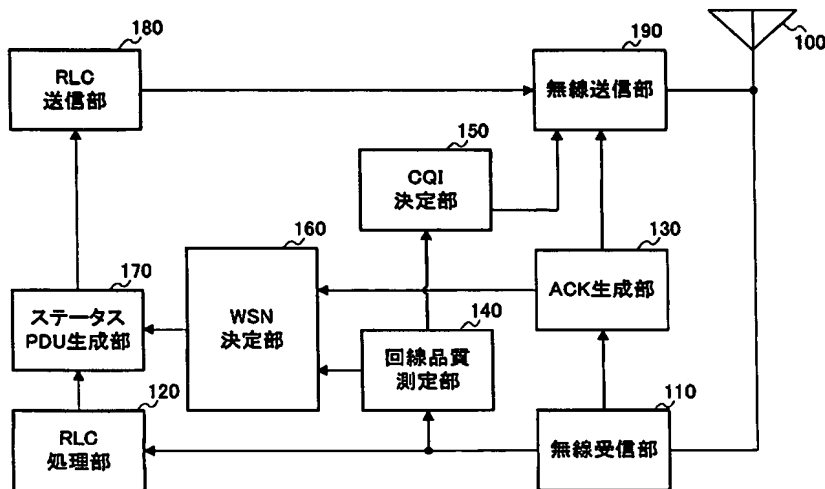 180
RLC
送信部
190
無線送信部
100
150
CQI
決定部
160
WSN
決定部
130
ACK生成部
170
ステータス
PDU生成部
140
回線品質
測定部
120
RLC
処理部
110
無線受信部